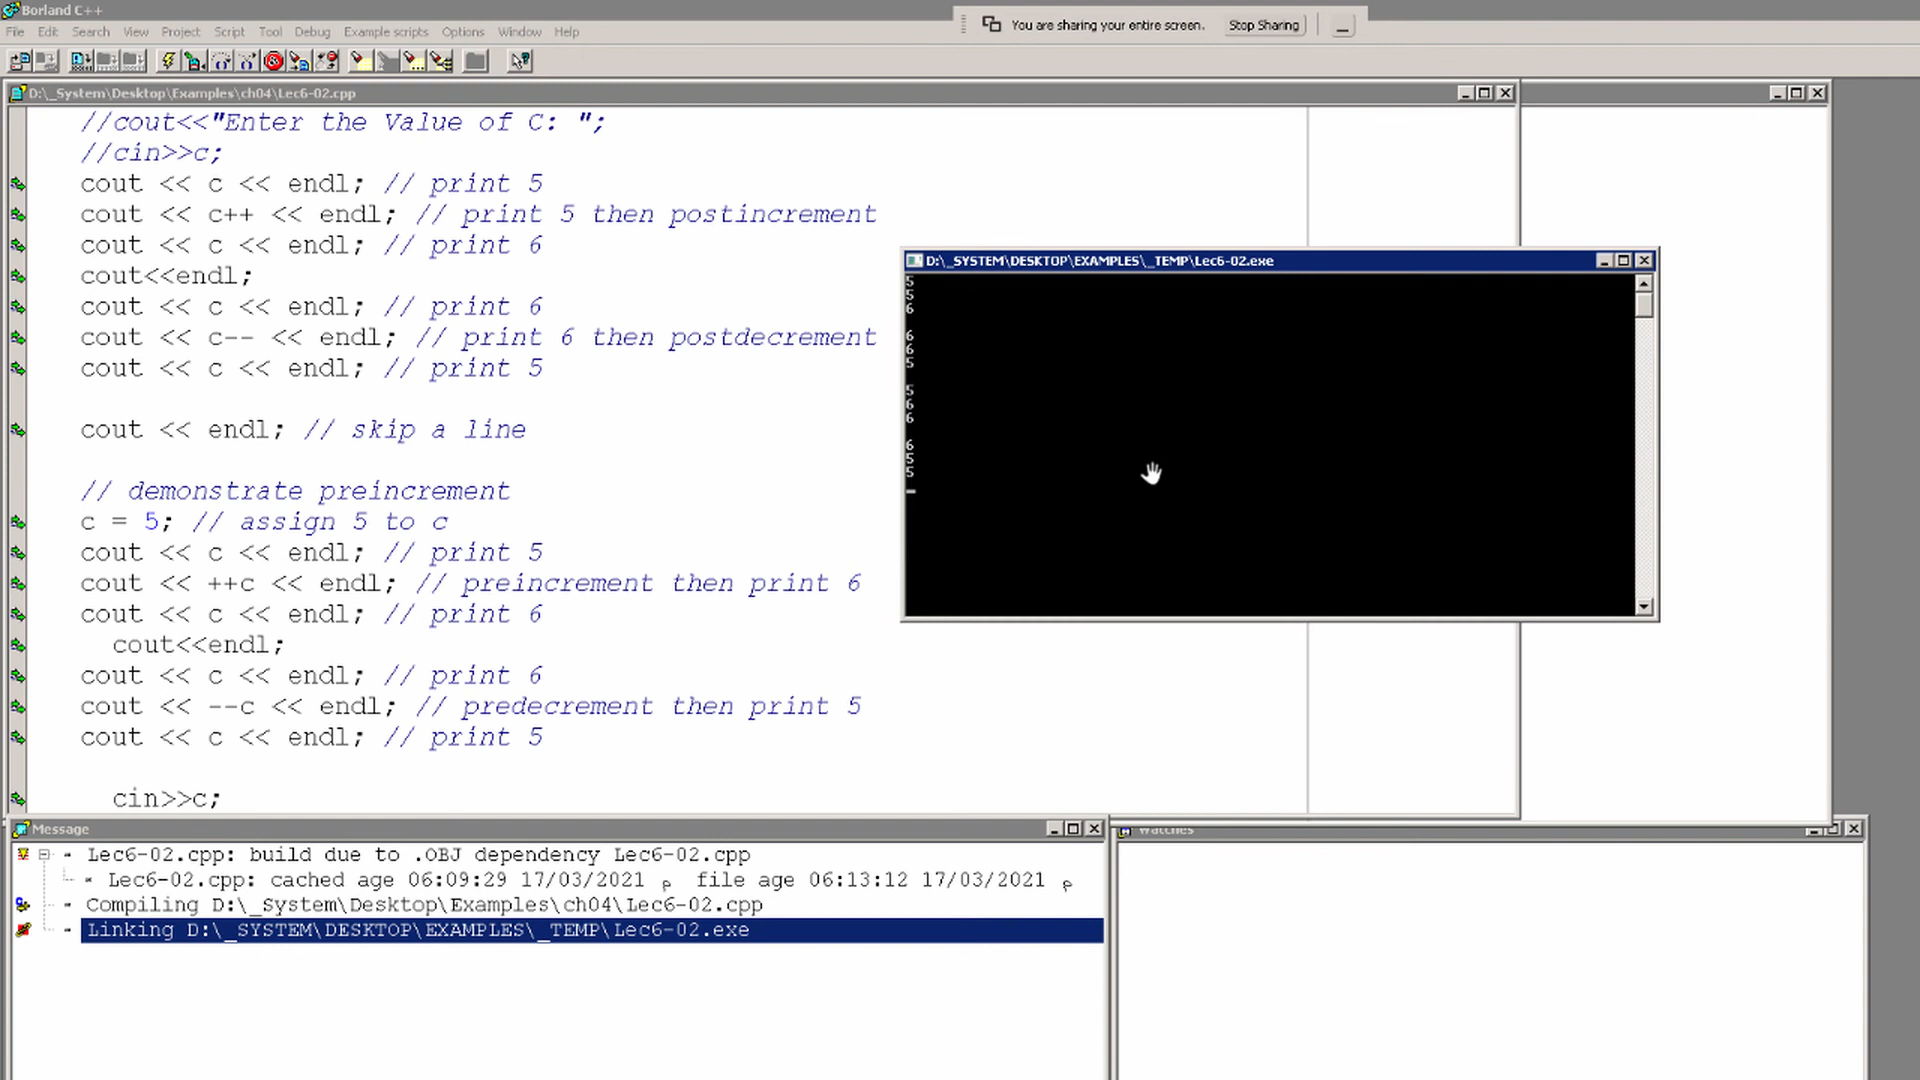 Borland C++
You are sharing your entire screen. Stop Sharing
File Edit Search View Project Script Tool Debug Example scripts Options Window Help
D:\_System\Desktop\Examples\ch04\Lec6-02.cpp
//cout<<"Enter the Value of C: ";
//cin>>c;
cout << c << endl; // print 5
cout << c++ << endl; // print 5 then postincrement
cout << c << endl; // print 6
cout<<endl;
cout << c << endl; // print 6
cout << c-- << endl; // print 6 then postdecrement
cout << c << endl; // print 5
cout << endl; // skip a line
// demonstrate preincrement
c = 5; // assign 5 to c
cout << c << endl; // print 5
cout << ++c << endl; // preincrement then print 6
cout << c << endl; // print 6
cout<<endl;
cout << c << endl; // print 6
cout << --c << endl; // predecrement then print 5
cout << c << endl; // print 5
cin>>c;
D:\_SYSTEM\DESKTOP\EXAMPLES\_TEMP\Lec6-02.exe
5
5
6
6
6
5
5
6
6
6
5
5
Message
Lec6-02.cpp: build due to .OBJ dependency Lec6-02.cpp
Lec6-02.cpp: cached age 06:09:29 17/03/2021 م file age 06:13:12 17/03/2021 م
Compiling D:\_System\Desktop\Examples\ch04\Lec6-02.cpp
Linking D:\_SYSTEM\DESKTOP\EXAMPLES\_TEMP\Lec6-02.exe
Watches